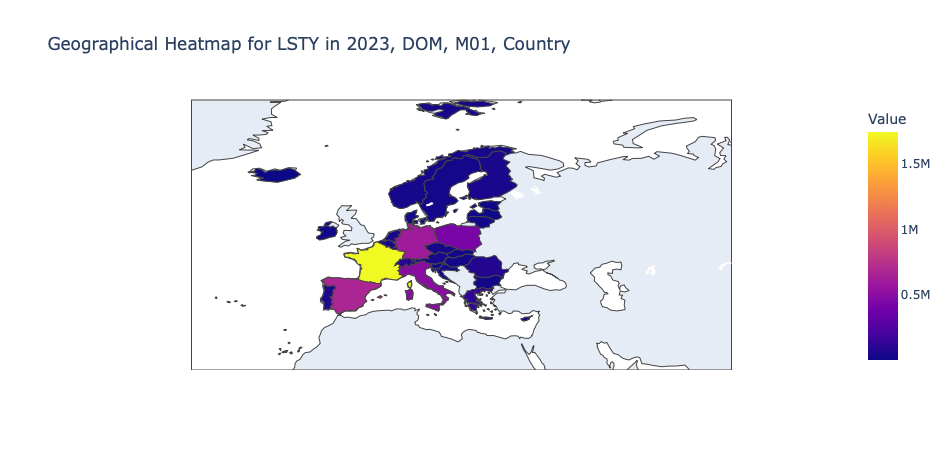 Geographical Heatmap for LSTY in 2023, DOM, M01, Country
Value
1.5M
1M
0.5M